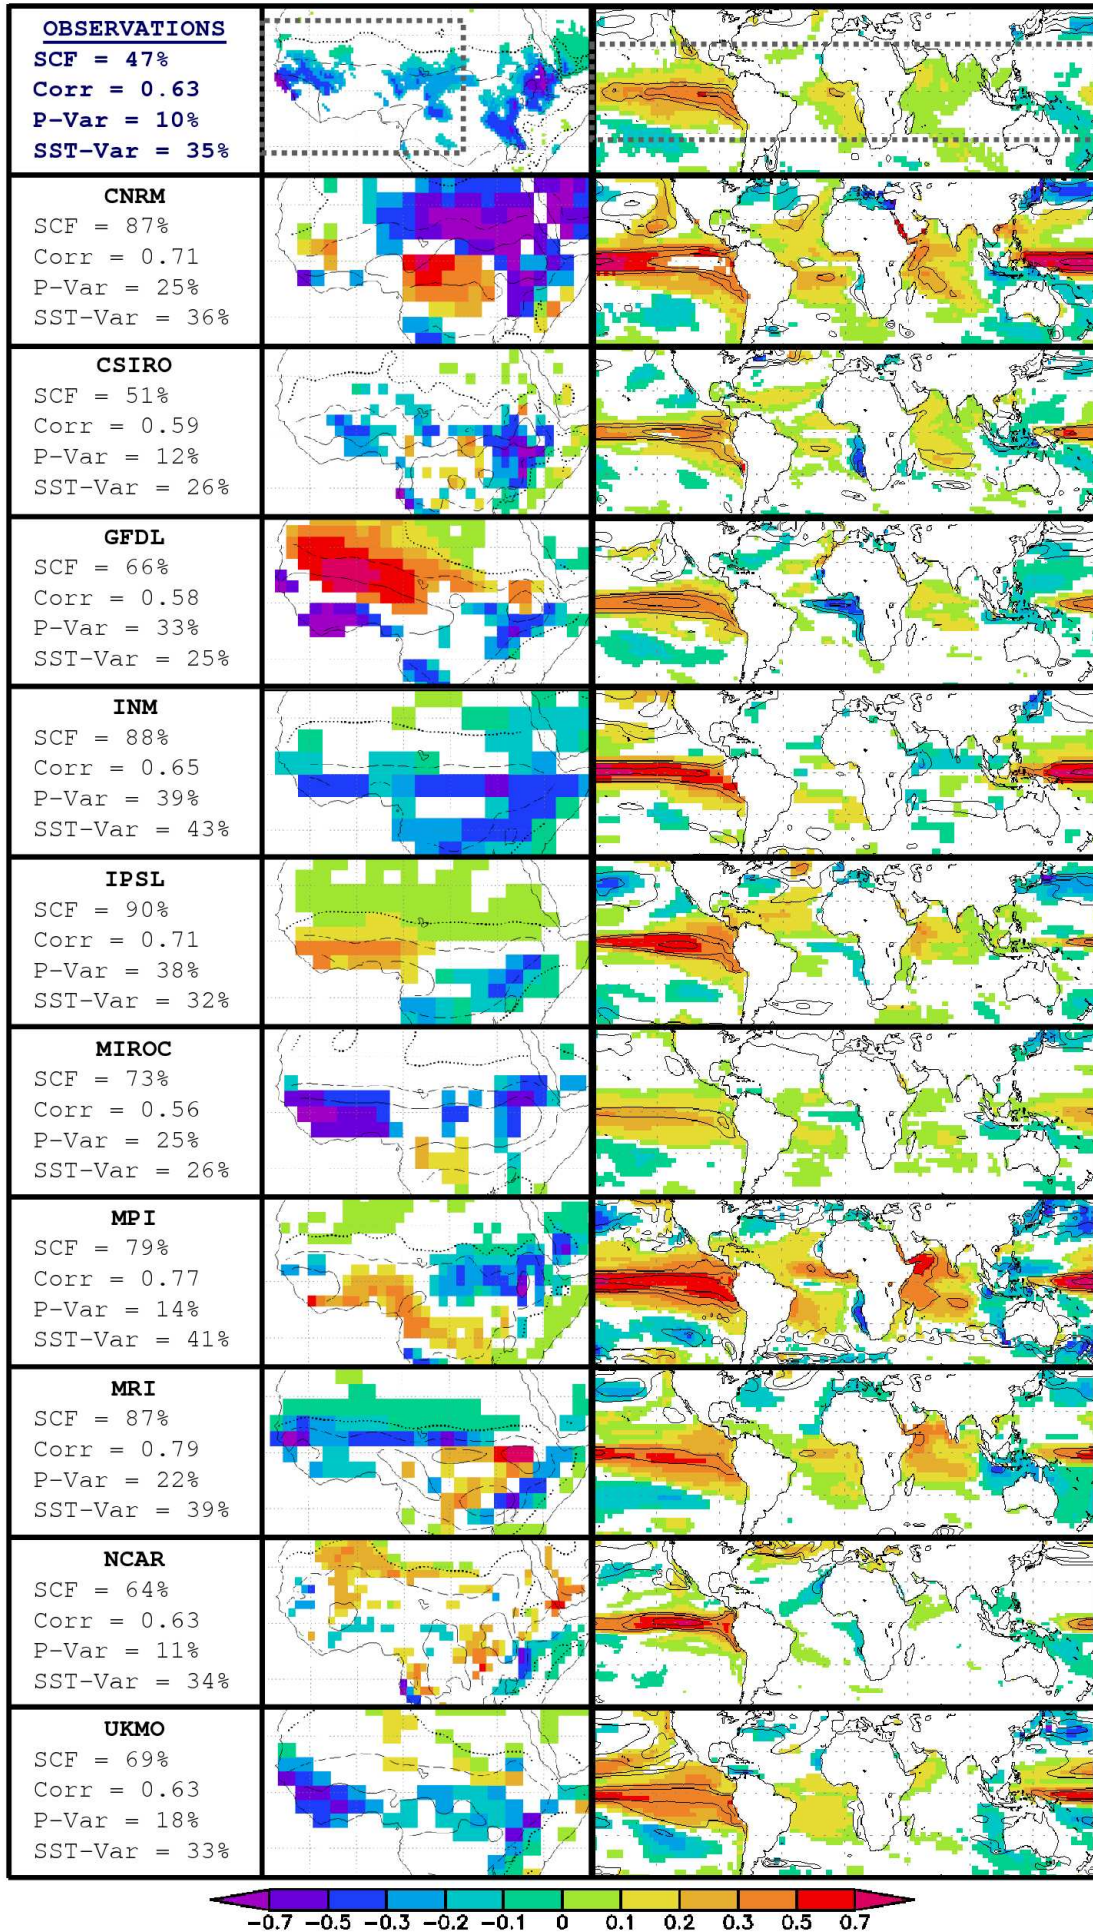 OBSERVATIONS
SCF = 47%
Corr = 0.63
P-Var = 10%
SST-Var = 35%
CNRM
SCF = 87%
Corr = 0.71
P-Var = 25%
SST-Var = 36%
CSIRO
SCF = 51%
Corr = 0.59
P-Var = 12%
SST-Var = 26%
GFDL
SCF = 66%
Corr = 0.58
P-Var = 33%
SST-Var = 25%
INM
SCF = 88%
Corr = 0.65
P-Var = 39%
SST-Var = 43%
IPSL
SCF = 90%
Corr = 0.71
P-Var = 38%
SST-Var = 32%
MIROC
SCF = 73%
Corr = 0.56
P-Var = 25%
SST-Var = 26%
MPI
SCF = 79%
Corr = 0.77
P-Var = 14%
SST-Var = 41%
MRI
SCF = 87%
Corr = 0.79
P-Var = 22%
SST-Var = 39%
NCAR
SCF = 64%
Corr = 0.63
P-Var = 11%
SST-Var = 34%
UKMO
SCF = 69%
Corr = 0.63
P-Var = 18%
SST-Var = 33%
-0.7 -0.5 -0.3 -0.2 -0.1 0 0.1 0.2 0.3 0.5 0.7